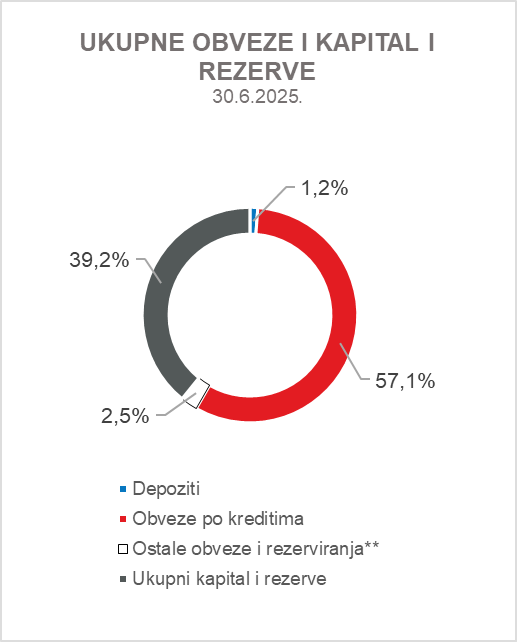 UKUPNE OBVEZE I KAPITAL I
REZERVE
30.6.2025.
1,2%
39,2%
57,1%
2,5%
Depoziti
Obveze po kreditima
Ostale obveze i rezerviranja**
Ukupni kapital i rezerve